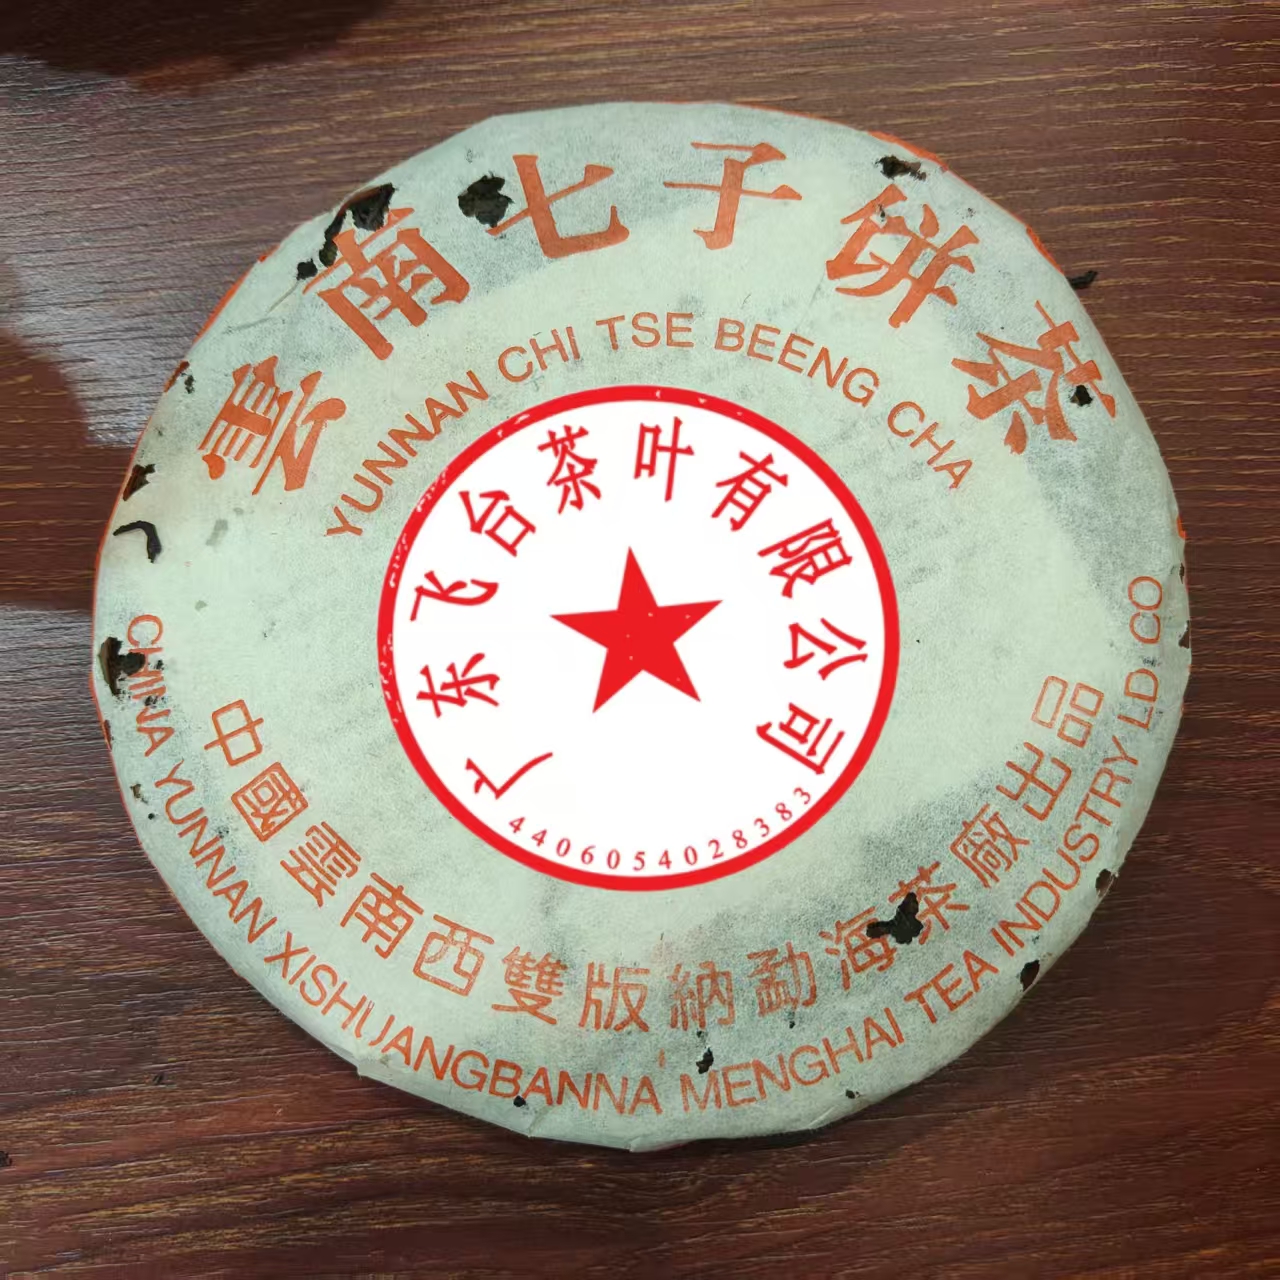 雲南七子餅茶
YUNNAN CHI TSE BEENG CHA
广东飞台茶叶有限公司
4406054028383
中國雲南西雙版納勐海茶廠出品
CHINA YUNNAN XISHUANGBANNA MENGHAI TEA INDUSTRY LD CO